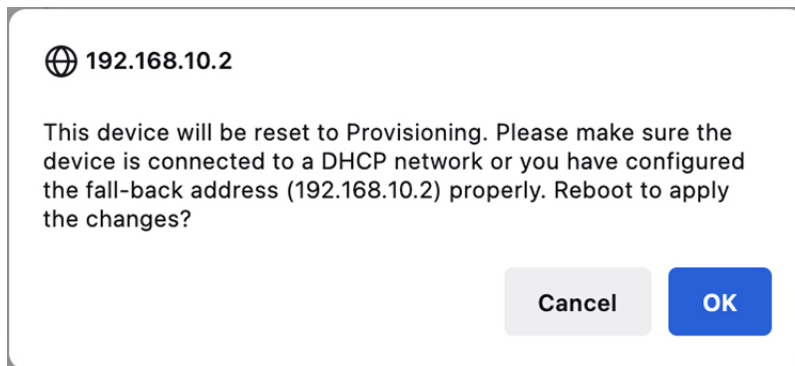 192.168.10.2
This device will be reset to Provisioning. Please make sure the
device is connected to a DHCP network or you have configured
the fall-back address (192.168.10.2) properly. Reboot to apply
the changes?
Cancel OK